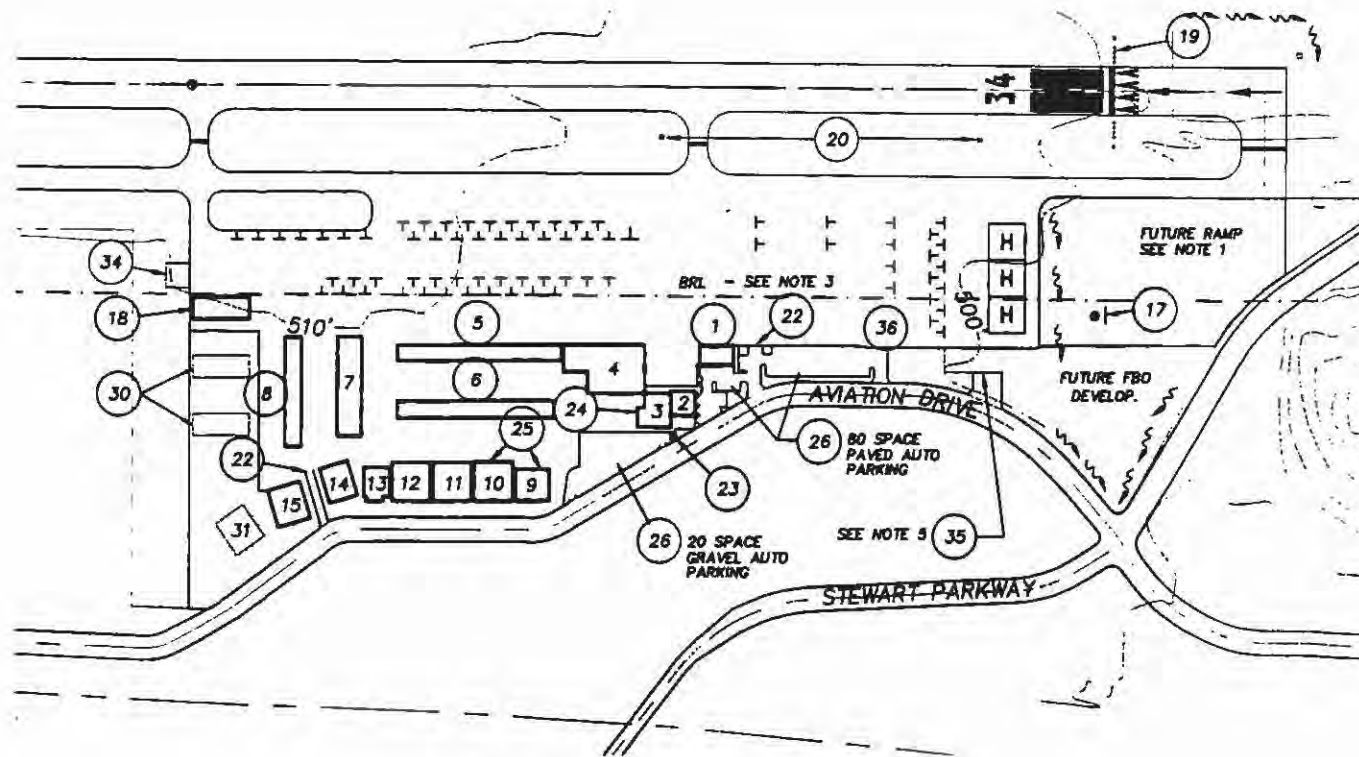 19
34
20
FUTURE RAMP
SEE NOTE 1
34
H
H
H
BRL - SEE NOTE 3
17
18
510'
5
1
22
36
500'
30
8
7
6
4
24
3
2
AVIATION DRIVE
FUTURE FBO
DEVELOP.
25
26
80 SPACE
PAVED AUTO
PARKING
22
23
15
14
13
12
11
10
9
31
26
20 SPACE
GRAVEL AUTO
PARKING
SEE NOTE 5
35
STEWART PARKWAY